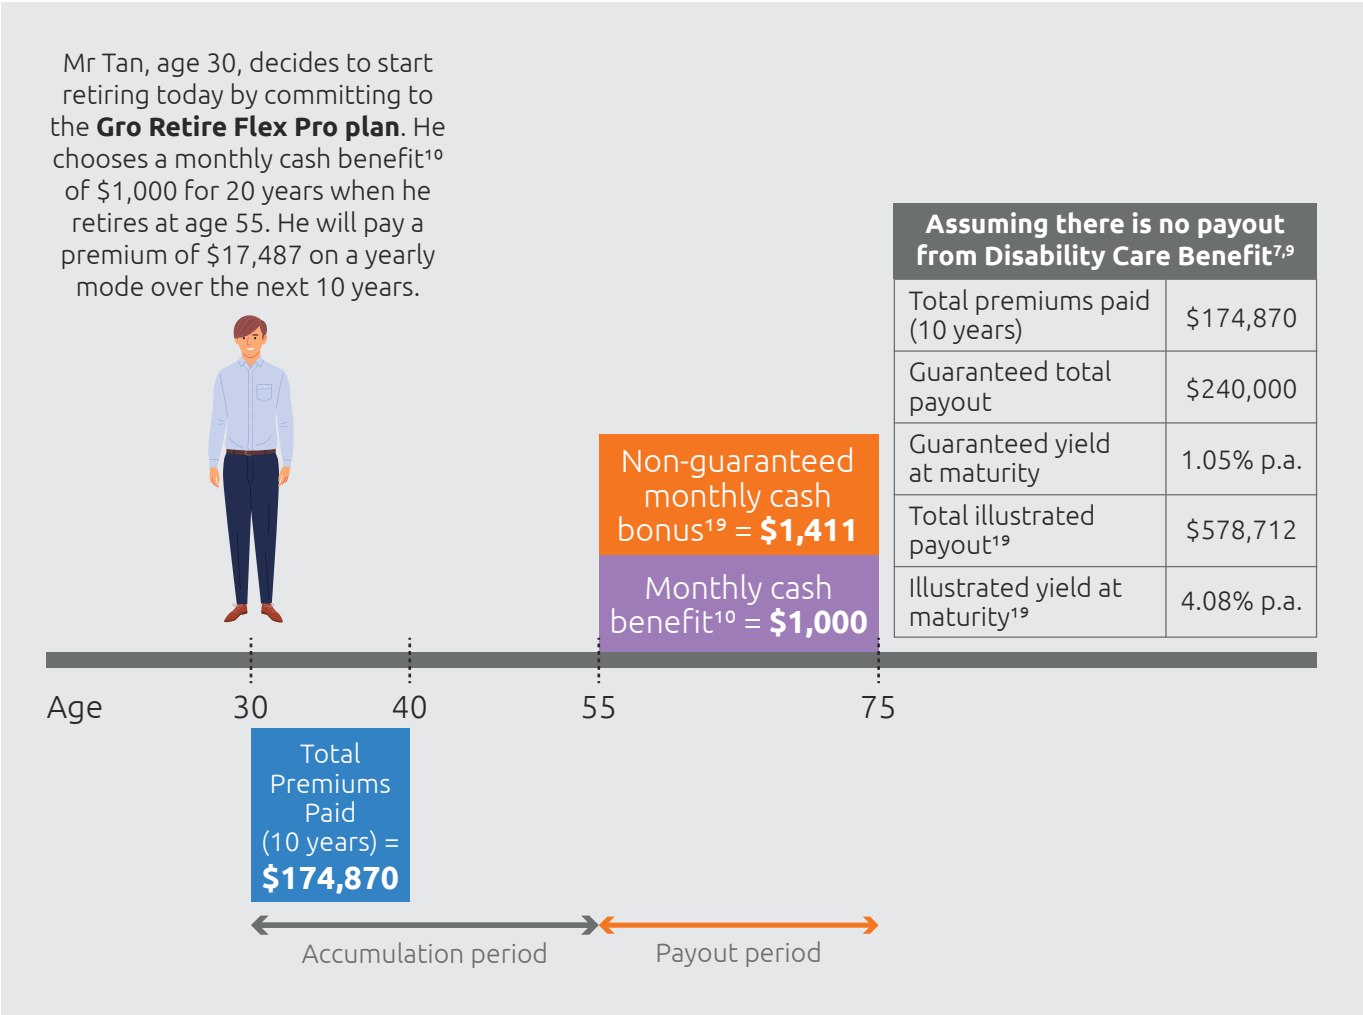 Mr Tan, age 30, decides to start
retiring today by committing to
the Gro Retire Flex Pro plan. He
chooses a monthly cash benefit¹⁰
of $1,000 for 20 years when he
retires at age 55. He will pay a
premium of $17,487 on a yearly
mode over the next 10 years.
Assuming there is no payout
from Disability Care Benefit⁷,⁹
Total premiums paid
(10 years)
$174,870
Guaranteed total
payout
$240,000
Guaranteed yield
at maturity
1.05% p.a.
Total illustrated
payout¹⁹
$578,712
Illustrated yield at
maturity¹⁹
4.08% p.a.
Non-guaranteed
monthly cash
bonus¹⁹ = $1,411
Monthly cash
benefit¹⁰ = $1,000
Age 30 40 55 75
Total
Premiums
Paid
(10 years) =
$174,870
Accumulation period
Payout period